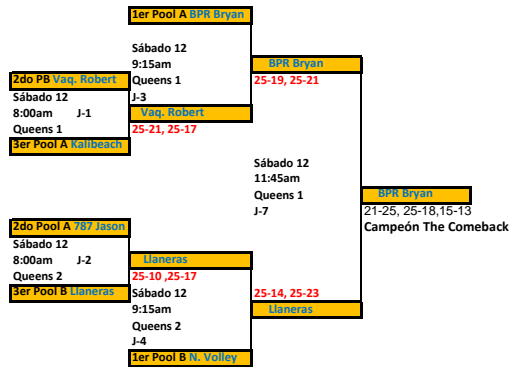 1er Pool A BPR Bryan
Sábado 12
9:15am
Queens 1
J-3
BPR Bryan
25-19, 25-21
2do PB Vaq. Robert
Sábado 12
8:00am J-1
Queens 1
3er Pool A Kalibeach
Vaq. Robert
25-21, 25-17
Sábado 12
11:45am
Queens 1
J-7
BPR Bryan
21-25, 25-18,15-13
Campeón The Comeback
2do Pool A 787 Jason
Sábado 12
8:00am J-2
Queens 2
3er Pool B Llaneras
Llaneras
25-10 ,25-17
Sábado 12
9:15am
Queens 2
J-4
1er Pool B N. Volley
25-14, 25-23
Llaneras